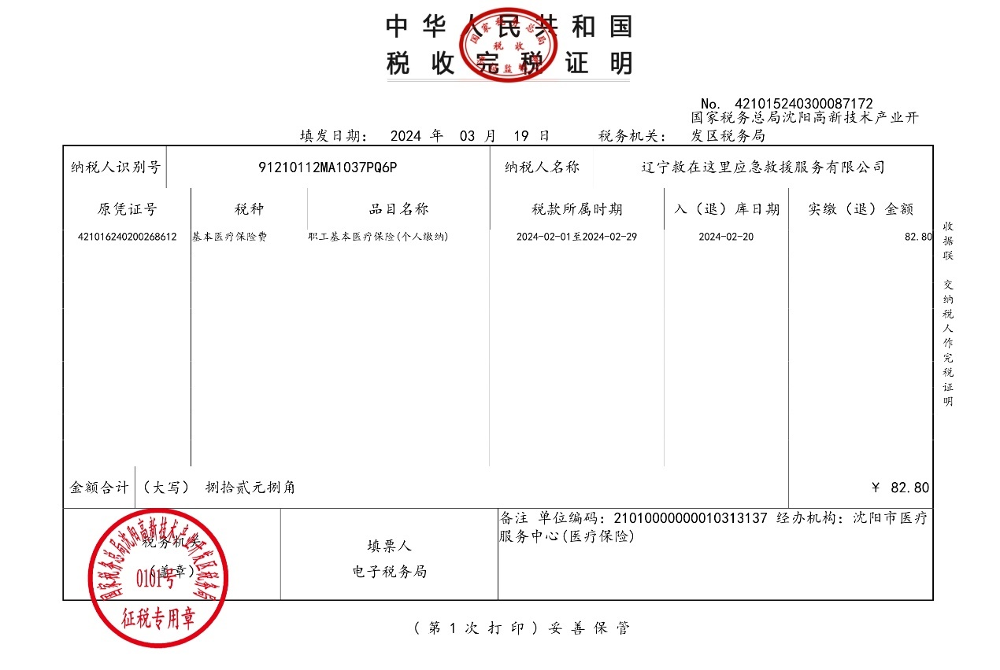 中华人民共和国
税收完税证明
国家税务总局
税收
No. 421015240300087172
国家税务总局沈阳高新技术产业开
填发日期： 2024 年 03 月 19 日 税务机关： 发区税务局
纳税人识别号 91210112MA1037PQ6P 纳税人名称 辽宁救在这里应急救援服务有限公司
原凭证号 税种 品目名称 税款所属时期 入（退）库日期 实缴（退）金额
421016240200268612 基本医疗保险费 职工基本医疗保险(个人缴纳) 2024-02-01至2024-02-29 2024-02-20 82.80
收据联 交纳税人作完税证明
金额合计 （大写） 捌拾贰元捌角 ￥ 82.80
备注 单位编码：21010000000010313137 经办机构：沈阳市医疗
服务中心(医疗保险)
税务机关
（盖章）
填票人
电子税务局
国家税务总局沈阳高新技术产业开发区税务局
0101号
征税专用章
(第1次打印)妥善保管